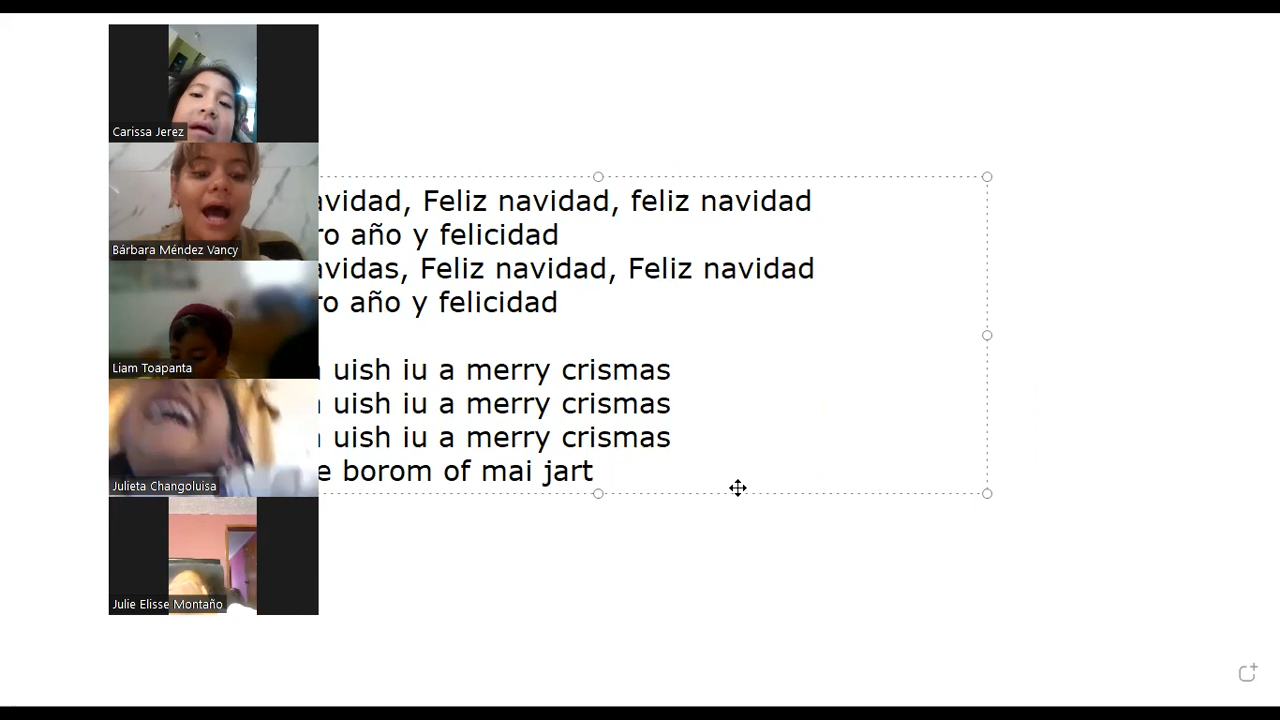 Carissa Jerez
Bárbara Méndez Vancy
Liam Toapanta
Julieta Changoluisa
Julie Elisse Montaño
avidad, Feliz navidad, feliz navidad
ro año y felicidad
avidas, Feliz navidad, Feliz navidad
ro año y felicidad
uish iu a merry crismas
uish iu a merry crismas
uish iu a merry crismas
e borom of mai jart